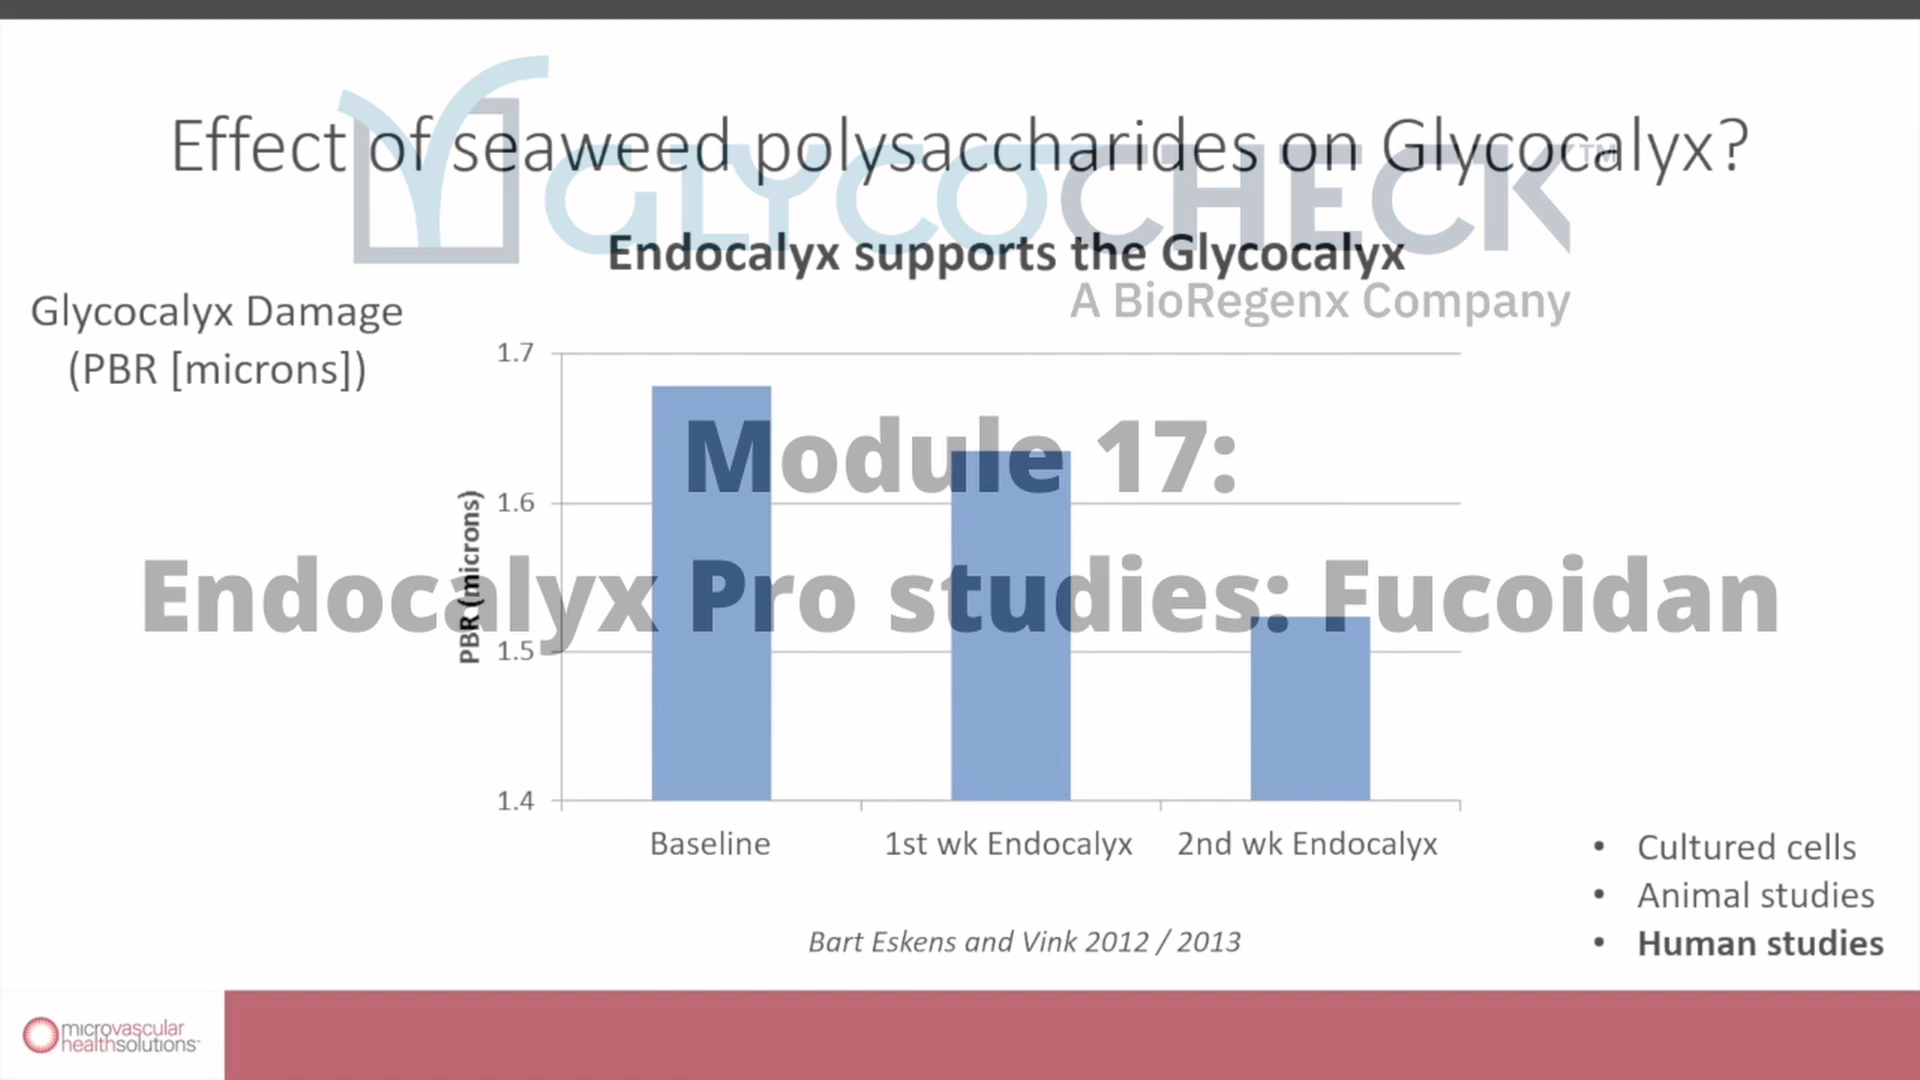 Effect of seaweed polysaccharides on Glycocalyx?
GLYCOCHECK™
A BioRegenx Company
Endocalyx supports the Glycocalyx
Glycocalyx Damage
(PBR [microns])
Module 17:
Endocalyx Pro studies: Fucoidan
PBR (microns)
1.7
1.6
1.5
1.4
Baseline
1st wk Endocalyx
2nd wk Endocalyx
Bart Eskens and Vink 2012 / 2013
• Cultured cells
• Animal studies
• Human studies
microvascular
healthsolutions